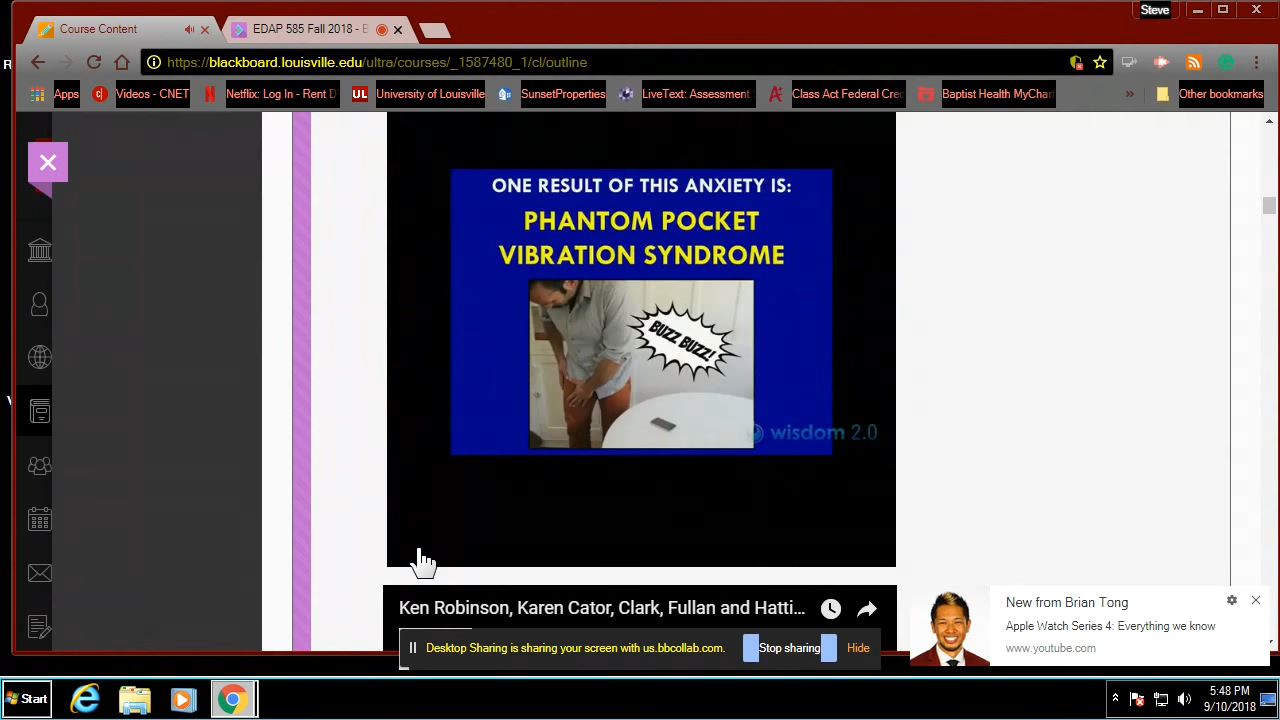 Steve
Course Content
EDAP 585 Fall 2018 - B
https://blackboard.louisville.edu/ultra/courses/_1587480_1/cl/outline
Apps
Videos - CNET
Netflix: Log In - Rent D
University of Louisville
SunsetProperties
LiveText: Assessment
Class Act Federal Cre
Baptist Health MyChar
»
Other bookmarks
ONE RESULT OF THIS ANXIETY IS:
PHANTOM POCKET
VIBRATION SYNDROME
BUZZ BUZZ!
wisdom 2.0
Ken Robinson, Karen Cator, Clark, Fullan and Hatti...
Desktop Sharing is sharing your screen with us.bbcollab.com.
Stop sharing
Hide
New from Brian Tong
Apple Watch Series 4: Everything we know
www.youtube.com
Start
5:48 PM
9/10/2018